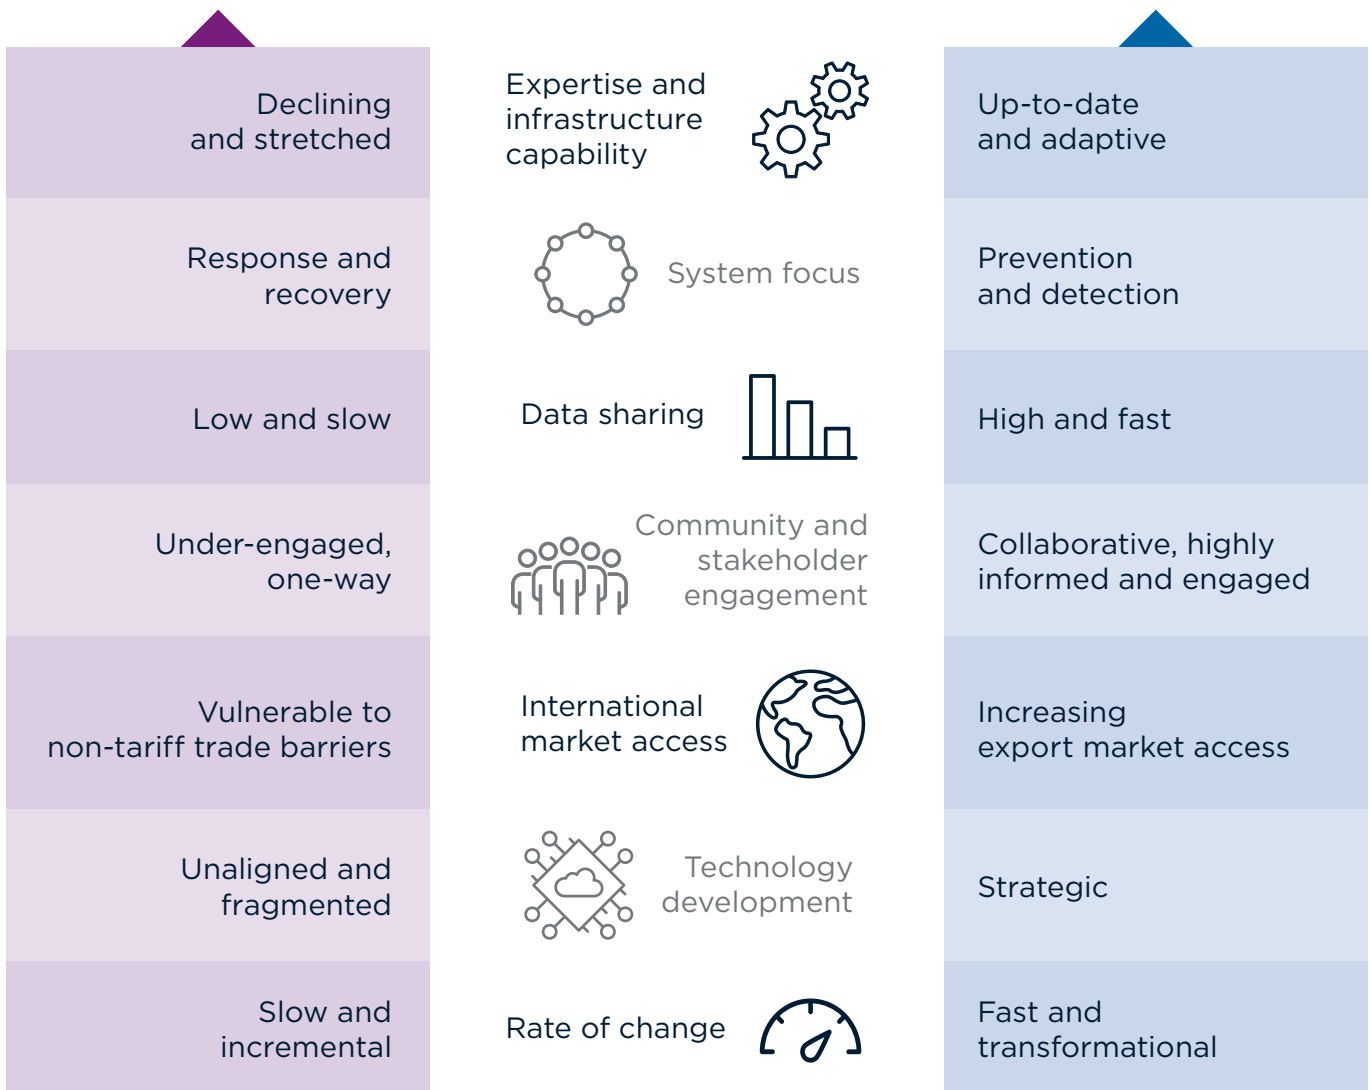 Declining
and stretched
Expertise and
infrastructure
capability
Up-to-date
and adaptive
Response and
recovery
System focus
Prevention
and detection
Low and slow
Data sharing
High and fast
Under-engaged,
one-way
Community and
stakeholder
engagement
Collaborative, highly
informed and engaged
Vulnerable to
non-tariff trade barriers
International
market access
Increasing
export market access
Unaligned and
fragmented
Technology
development
Strategic
Slow and
incremental
Rate of change
Fast and
transformational